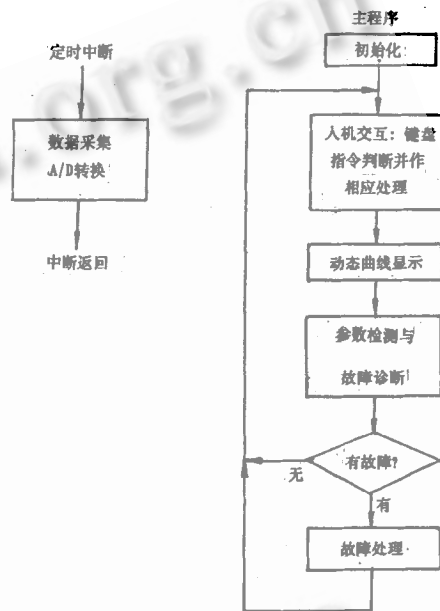 定时中断
数据采集
A/D转换
中断返回
主程序
初始化
人机交互：键盘
指令判断并作
相应处理
动态曲线显示
参数检测与
故障诊断
有故障?
无
有
故障处理
.org.cn